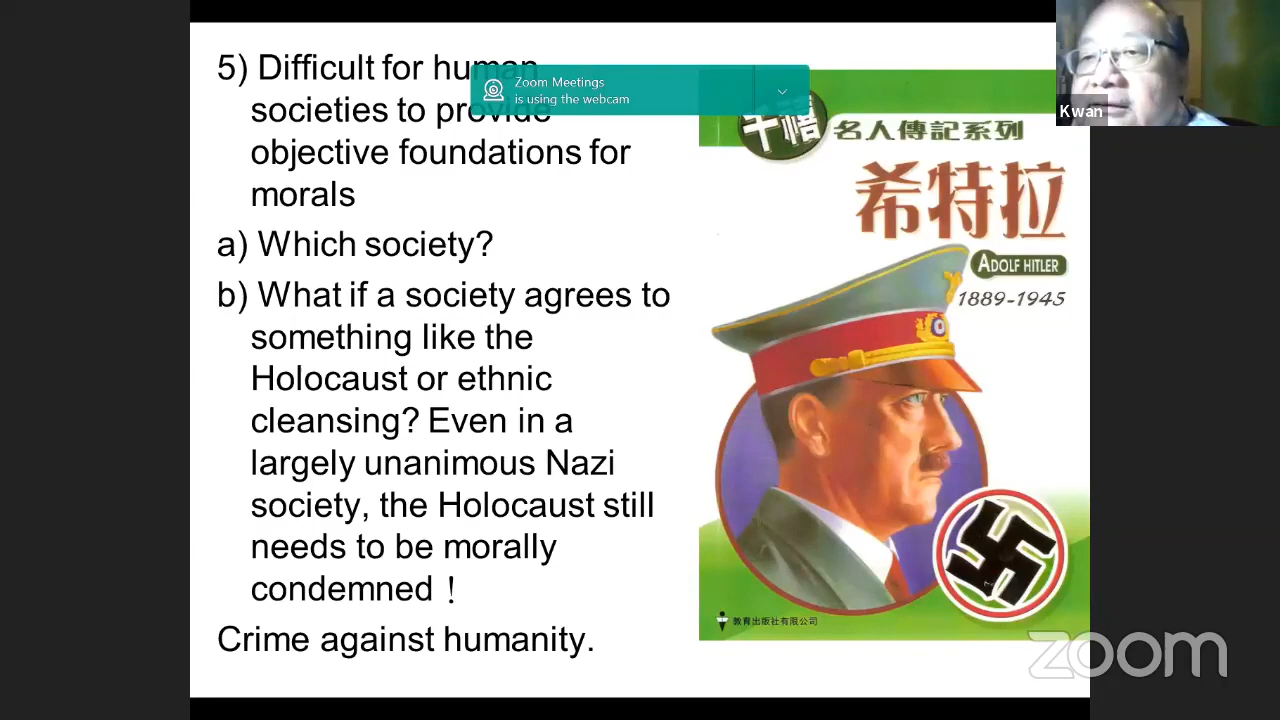 5) Difficult for human
societies to provide
objective foundations for
morals
a) Which society?
b) What if a society agrees to
something like the
Holocaust or ethnic
cleansing? Even in a
largely unanimous Nazi
society, the Holocaust still
needs to be morally
condemned！
Crime against humanity.
Zoom Meetings
is using the webcam
千禧 名人傳記系列
希特拉
ADOLF HITLER
1889-1945
教育出版社有限公司
Kwan
zoom